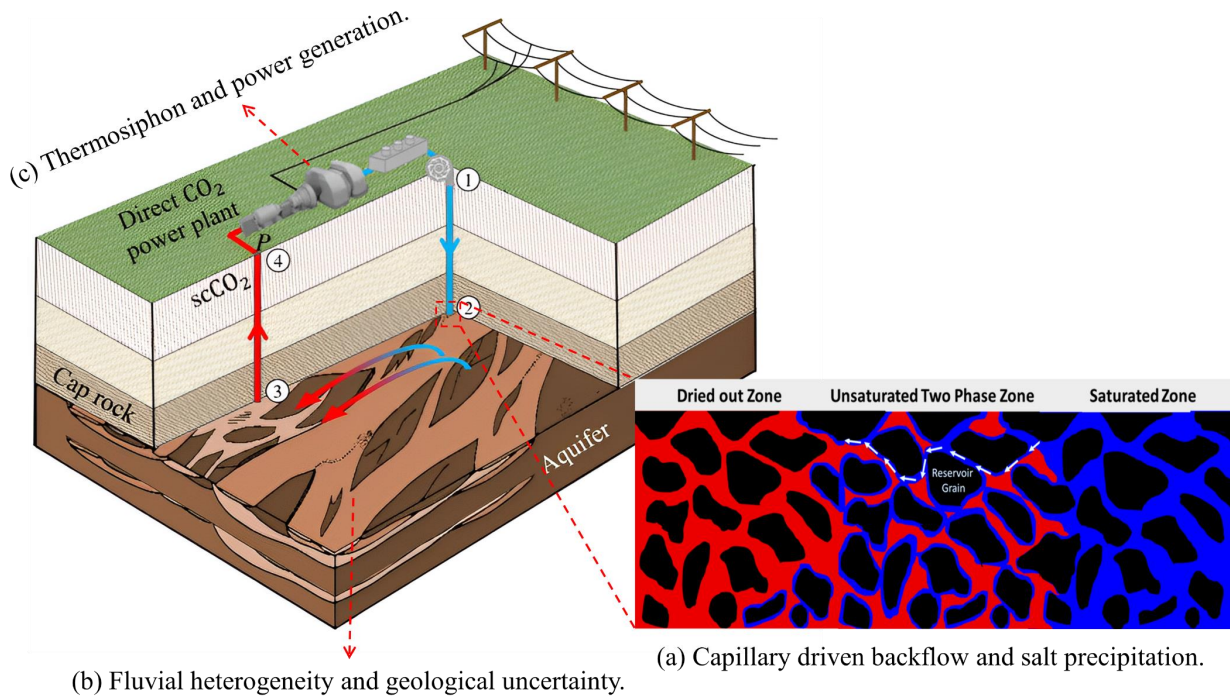 (c) Thermosiphon and power generation.
Direct CO₂
power plant
P
1
4
scCO₂
2
3
Cap rock
Aquifer
Dried out Zone
Unsaturated Two Phase Zone
Saturated Zone
Reservoir
Grain
(a) Capillary driven backflow and salt precipitation.
(b) Fluvial heterogeneity and geological uncertainty.